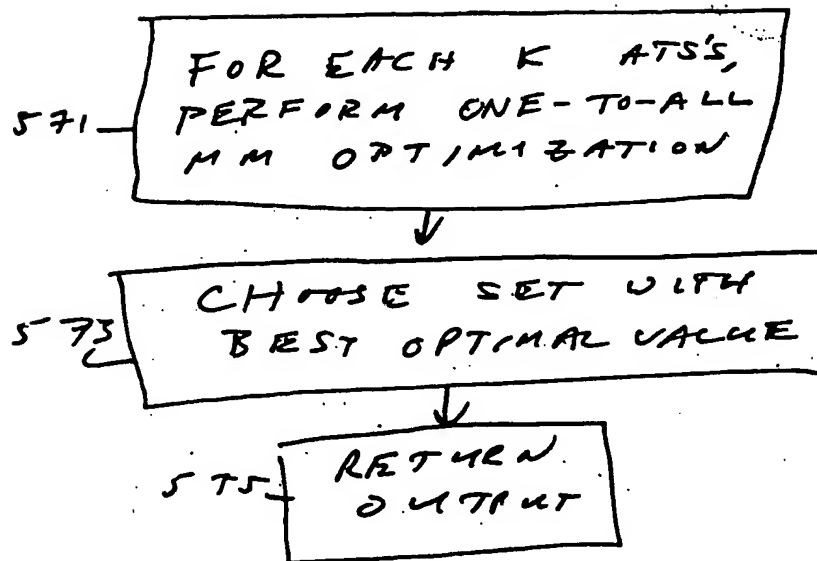 FOR EACH K ATS'S,
571
PERFORM ONE-TO-ALL
MM OPTIMIZATION
CHOOSE SET WITH
573
BEST OPTIMAL VALUE
RETURN
575
OUTPUT